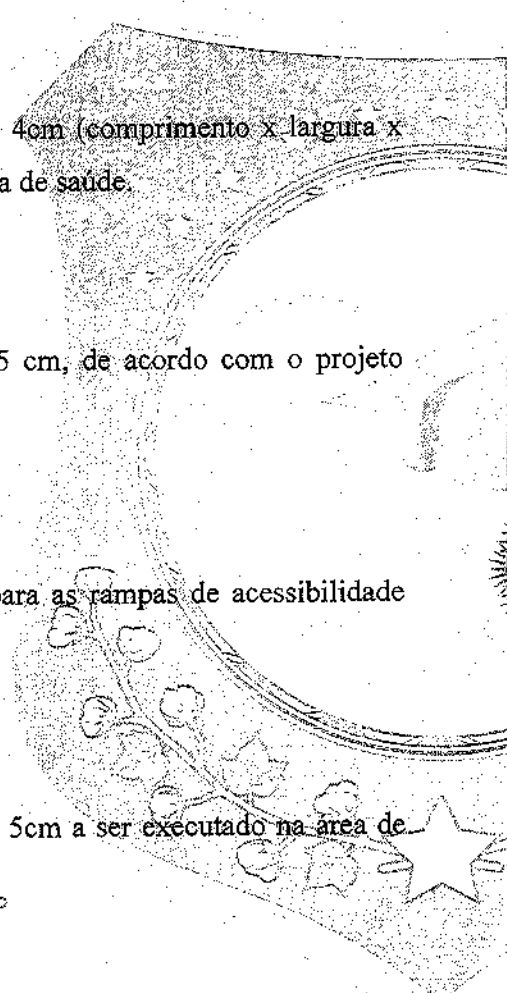 4cm (comprimento x largura x
a de saúde.
5 cm, de acordo com o projeto
para as rampas de acessibilidade
5cm a ser executado na área de